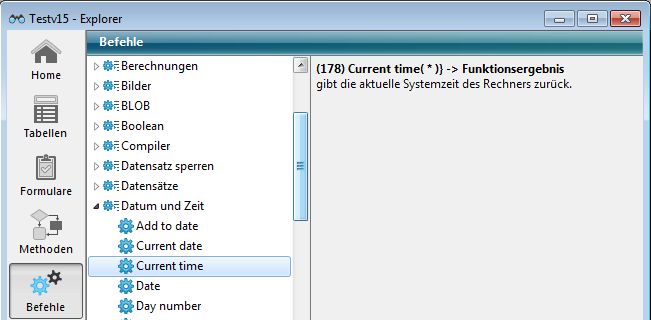 Testv15 - Explorer
Home
Tabellen
Formulare
Methoden
Befehle
Befehle
Berechnungen
Bilder
BLOB
Boolean
Compiler
Datensatz sperren
Datensätze
Datum und Zeit
Add to date
Current date
Current time
Date
Day number
(178) Current time( * )} -> Funktionsergebnis
gibt die aktuelle Systemzeit des Rechners zurück.